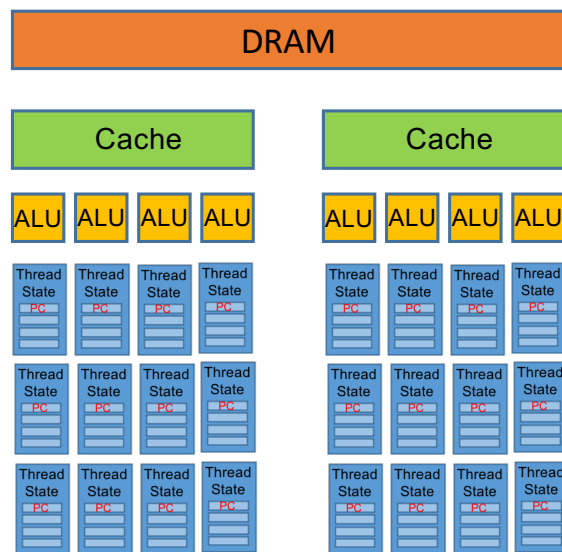 DRAM
Cache Cache
ALU ALU ALU ALU ALU ALU ALU ALU
Thread Thread Thread Thread Thread Thread Thread Thread
State State State State State State State State
PC PC PC PC PC PC PC PC
Thread Thread Thread Thread Thread Thread Thread Thread
State State State State State State State State
PC PC PC PC PC PC PC PC
Thread Thread Thread Thread Thread Thread Thread Thread
State State State State State State State State
PC PC PC PC PC PC PC PC